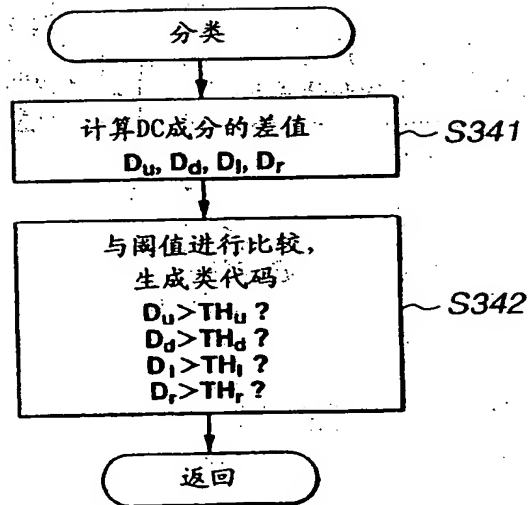 分类
计算DC成分的差值
Du, Dd, Dl, Dr
S341
与阈值进行比较,
生成类代码
Du>THu ?
Dd>THd ?
Dl>THl ?
Dr>THr ?
S342
返回